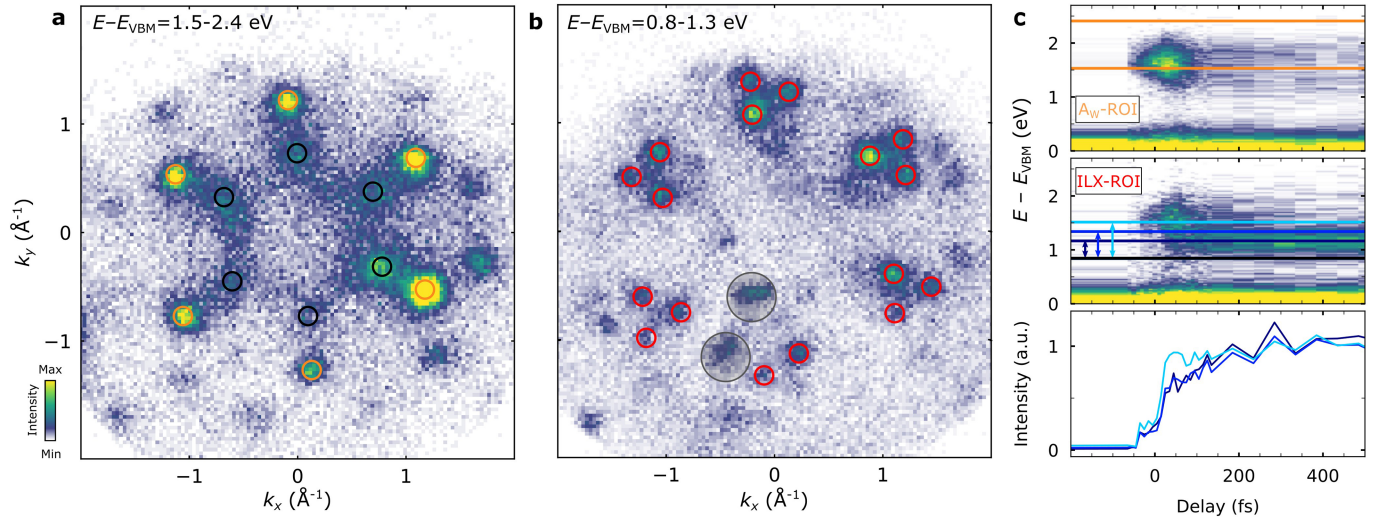 a
E−E_VBM=1.5-2.4 eV
1
0
−1
k_y (Å⁻¹)
Max
Intensity
Min
−1
0
1
k_x (Å⁻¹)
b
E−E_VBM=0.8-1.3 eV
−1
0
1
k_x (Å⁻¹)
c
2
1
0
A_W-ROI
2
1
0
ILX-ROI
E − E_VBM (eV)
1
0
Intensity (a.u.)
0
200
400
Delay (fs)